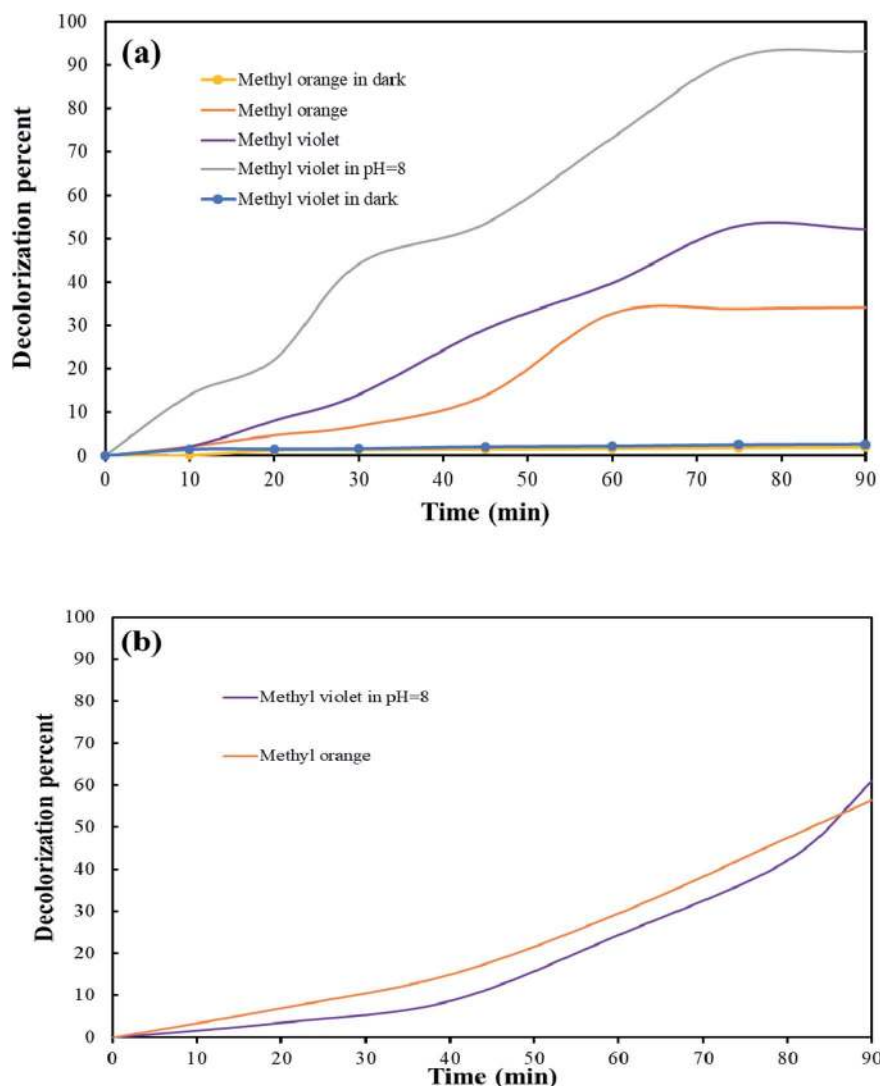 100
(a)
90
80
70
60
50
40
30
20
10
0
Decolorization percent
Methyl orange in dark
Methyl orange
Methyl violet
Methyl violet in pH=8
Methyl violet in dark
0 10 20 30 40 50 60 70 80 90
Time (min)
100
(b)
90
80
70
60
50
40
30
20
10
0
Decolorization percent
Methyl violet in pH=8
Methyl orange
0 10 20 30 40 50 60 70 80 90
Time (min)